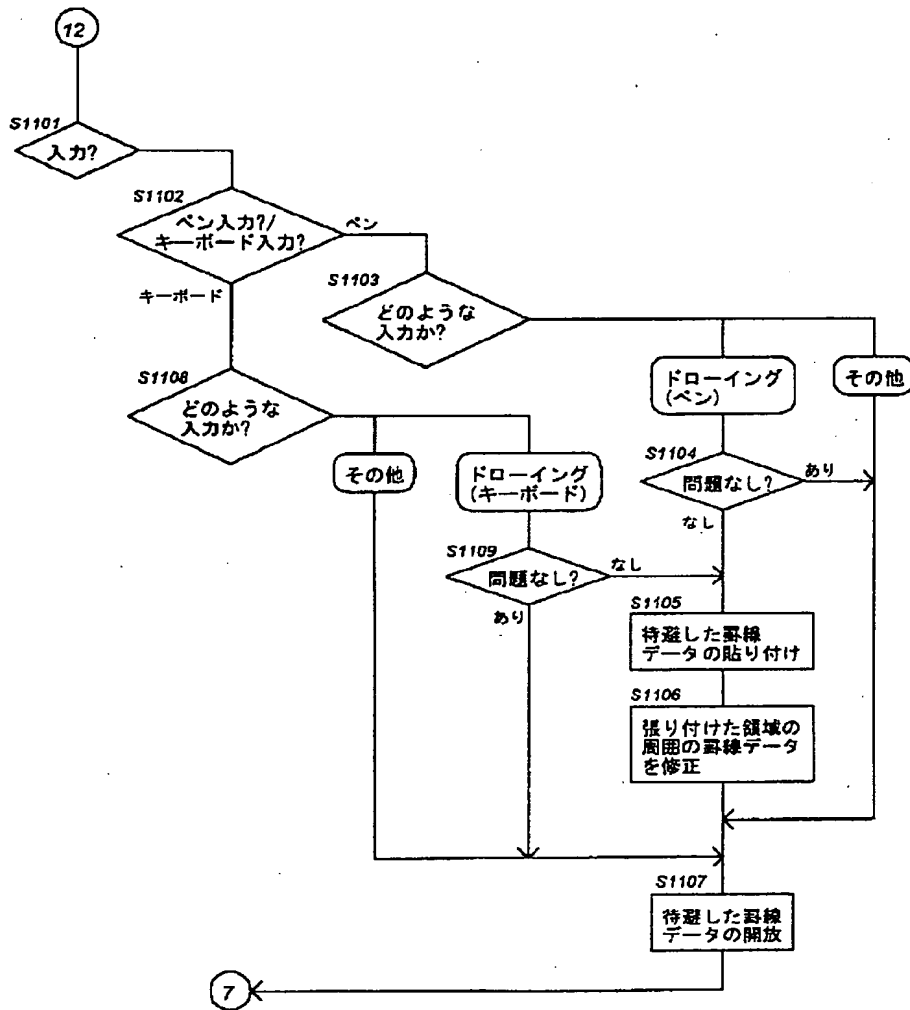 12
S1101
入力?
S1102
ペン入力?/
キーボード入力?
ペン
キーボード
S1103
どのような
入力か?
S1108
どのような
入力か?
ドローイング
(ペン)
その他
その他
ドローイング
(キーボード)
S1104
問題なし?
あり
なし
S1109
問題なし?
なし
あり
S1105
待避した罫線
データの貼り付け
S1106
張り付けた領域の
周囲の罫線データ
を修正
S1107
待避した罫線
データの開放
7